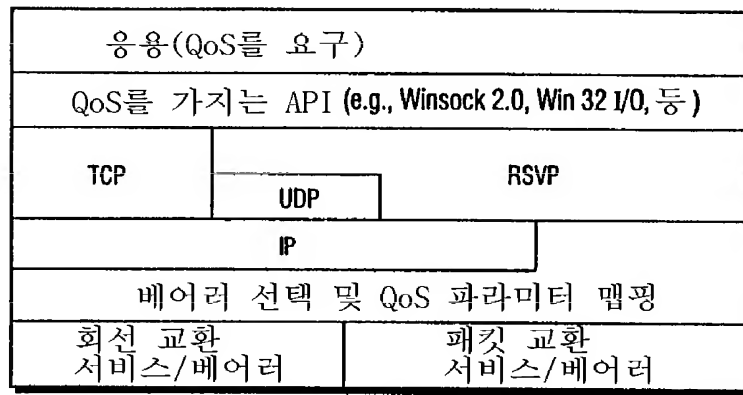 응용(QoS를 요구)
QoS를 가지는 API (e.g., Winsock 2.0, Win 32 I/O, 등)
TCP
UDP
RSVP
IP
베어러 선택 및 QoS 파라미터 맵핑
회선 교환
서비스/베어러
패킷 교환
서비스/베어러